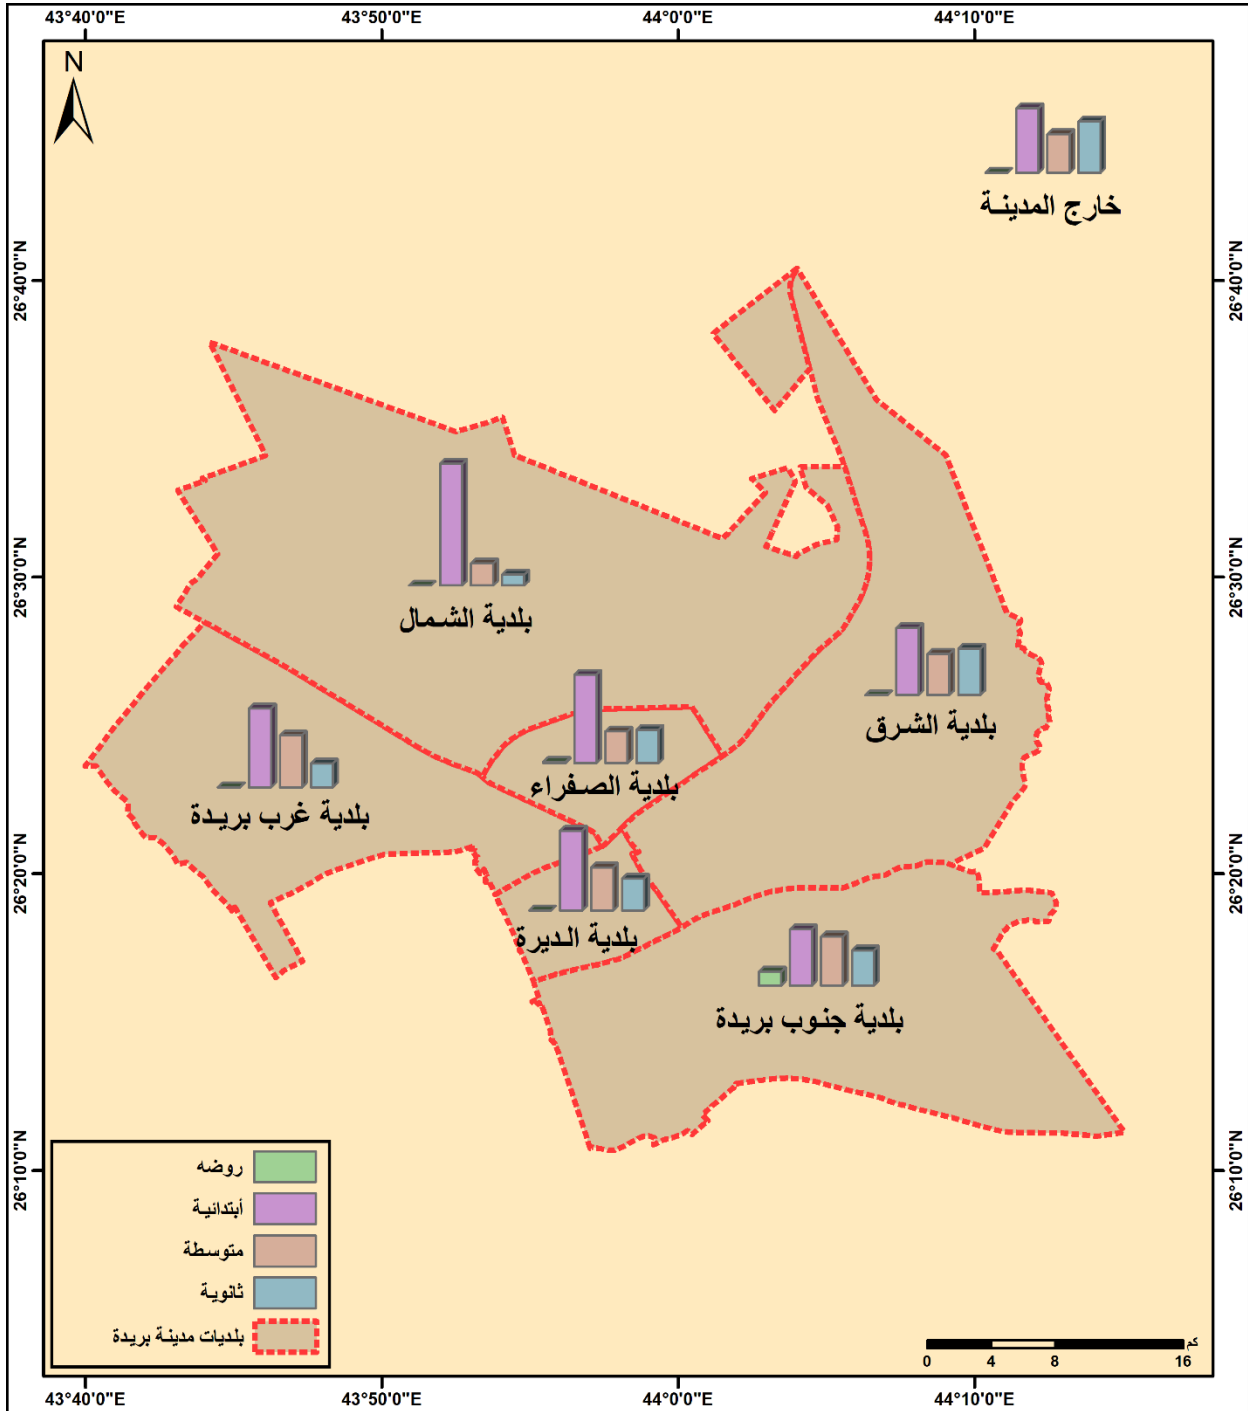 43°40'0"E
43°50'0"E
44°0'0"E
44°10'0"E
N
خارج المدينة
26°40'0"N
26°40'0"N
26°30'0"N
26°30'0"N
بلدية الشمال
بلدية الشرق
بلدية الصفراء
بلدية غرب بريدة
26°20'0"N
26°20'0"N
بلدية الديرة
بلدية جنوب بريدة
26°10'0"N
26°10'0"N
روضه
أبتدائية
متوسطة
ثانوية
بلديات مدينة بريدة
كم
0 4 8 16
43°40'0"E
43°50'0"E
44°0'0"E
44°10'0"E